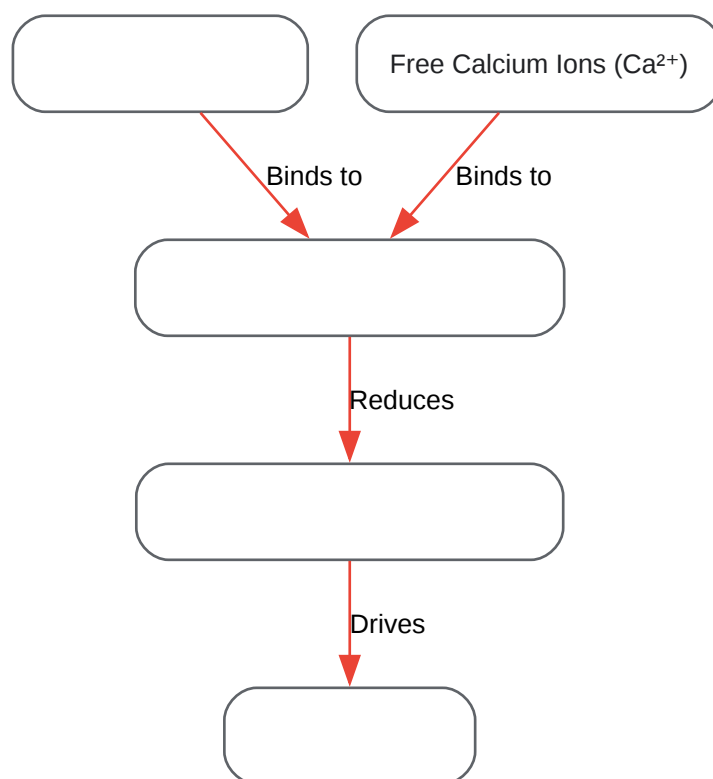 Free Calcium Ions (Ca²⁺)
Binds to
Binds to
Reduces
Drives